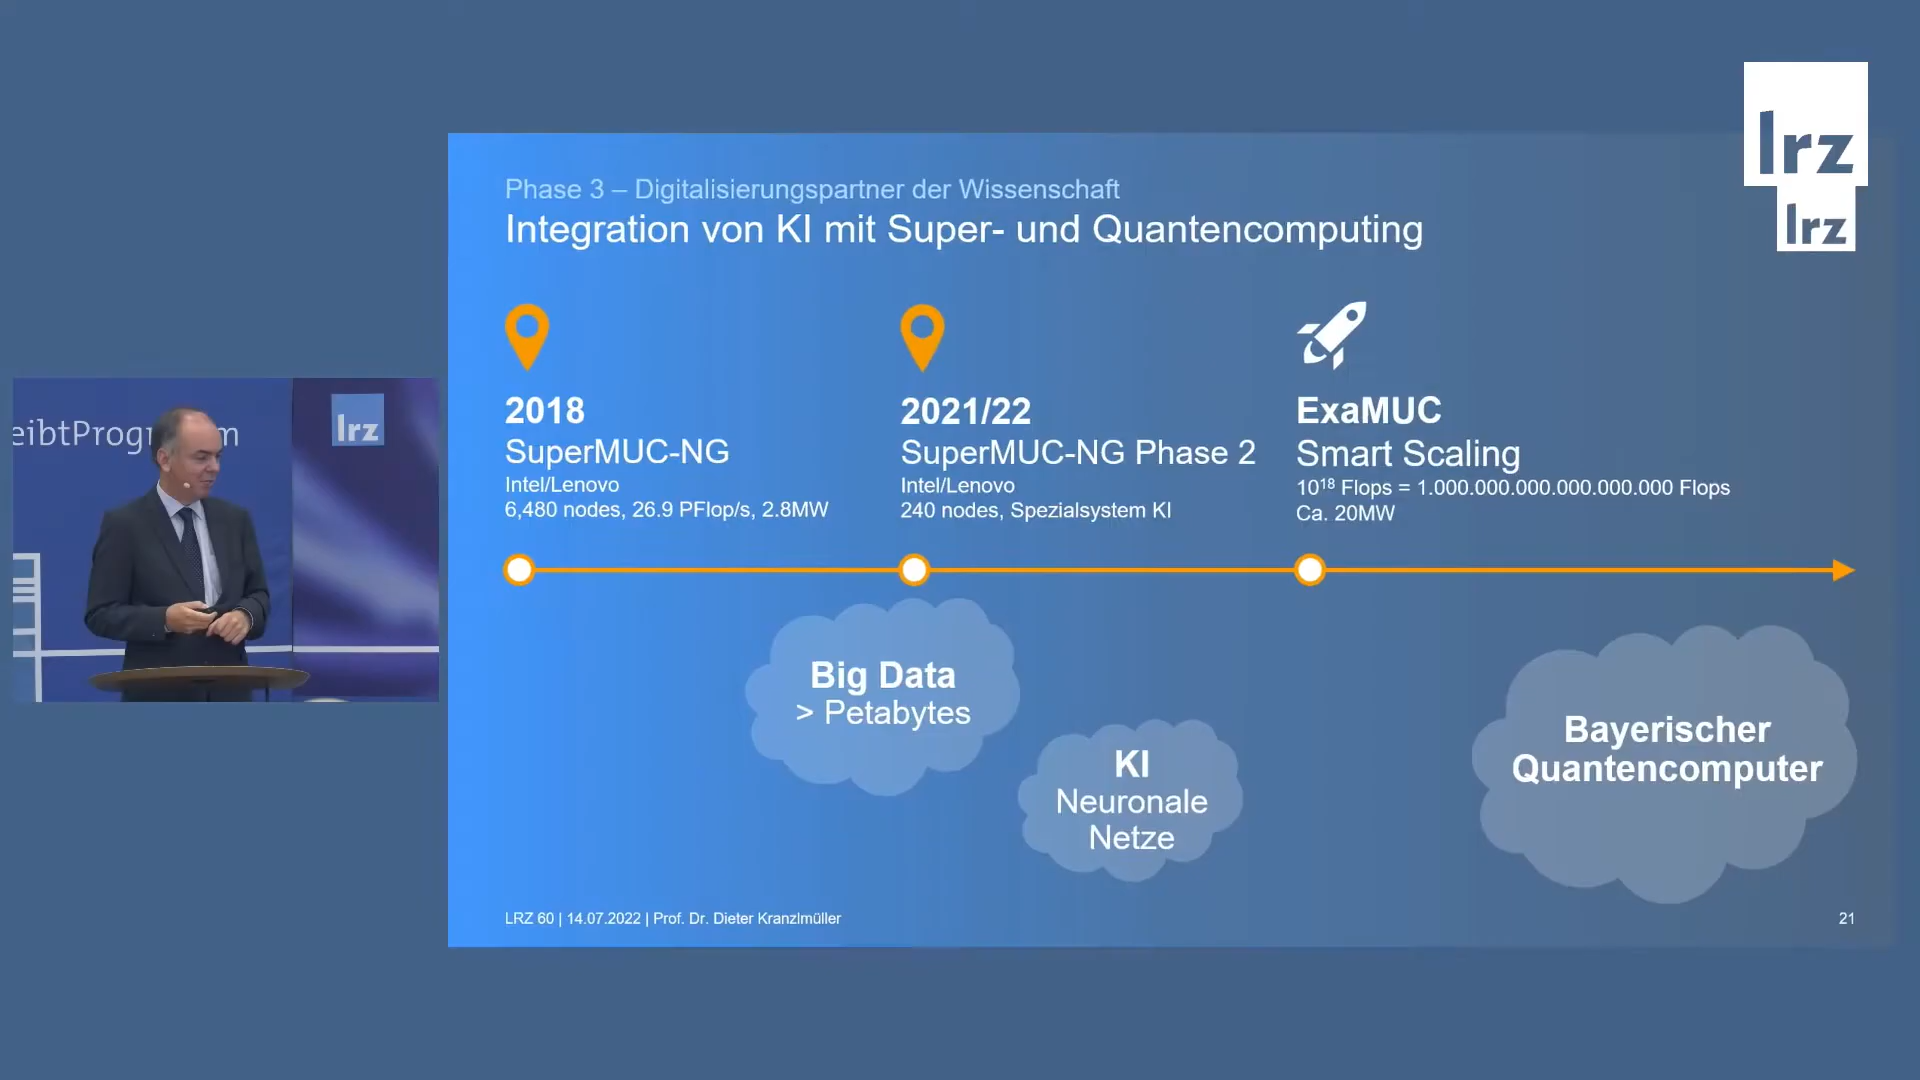 lrz
lrz
Phase 3 – Digitalisierungspartner der Wissenschaft
Integration von KI mit Super- und Quantencomputing
2018
SuperMUC-NG
Intel/Lenovo
6,480 nodes, 26.9 PFlop/s, 2.8MW
2021/22
SuperMUC-NG Phase 2
Intel/Lenovo
240 nodes, Spezialsystem KI
ExaMUC
Smart Scaling
10¹⁸ Flops = 1.000.000.000.000.000.000 Flops
Ca. 20MW
Big Data
> Petabytes
KI
Neuronale
Netze
Bayerischer
Quantencomputer
LRZ 60 | 14.07.2022 | Prof. Dr. Dieter Kranzlmüller
21
lrz